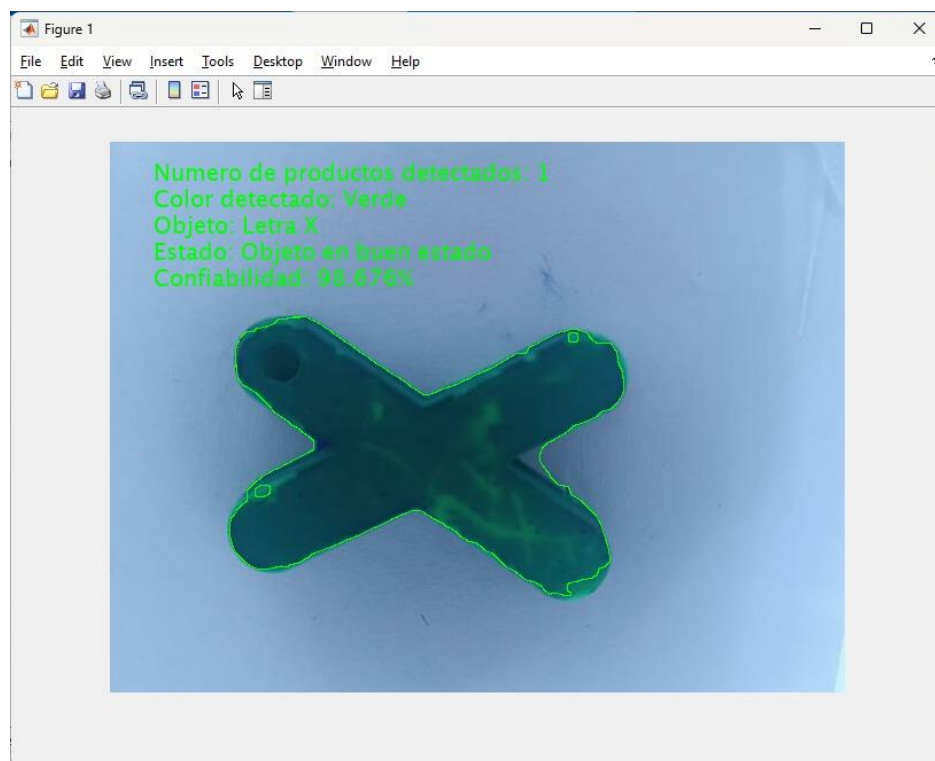 Figure 1
File Edit View Insert Tools Desktop Window Help
Numero de productos detectados: 1
Color detectado: Verde
Objeto: Letra X
Estado: Objeto en buen estado
Confiabilidad: 98.676%